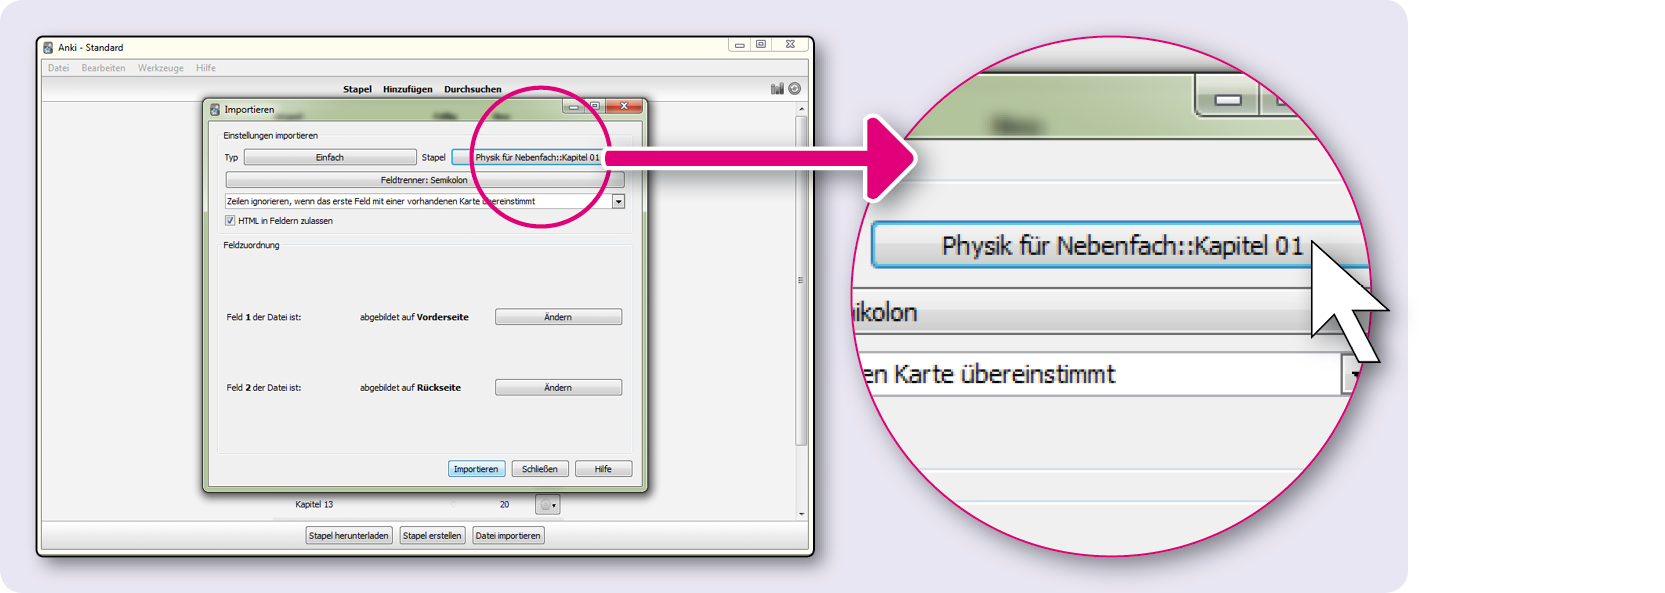 Anki - Standard
Datei Bearbeiten Werkzeuge Hilfe
Stapel Hinzufügen Durchsuchen
Importieren
Einstellungen importieren
Typ Einfach Stapel Physik für Nebenfach::Kapitel 01
Feldtrenner: Semikolon
Zeilen ignorieren, wenn das erste Feld mit einer vorhandenen Karte übereinstimmt
HTML in Feldern zulassen
Feldzuordnung
Feld 1 der Datei ist: abgebildet auf Vorderseite Ändern
Feld 2 der Datei ist: abgebildet auf Rückseite Ändern
Importieren Schließen Hilfe
Kapitel 13 20
Stapel herunterladen Stapel erstellen Datei importieren
Physik für Nebenfach::Kapitel 01
ikolon
en Karte übereinstimmt